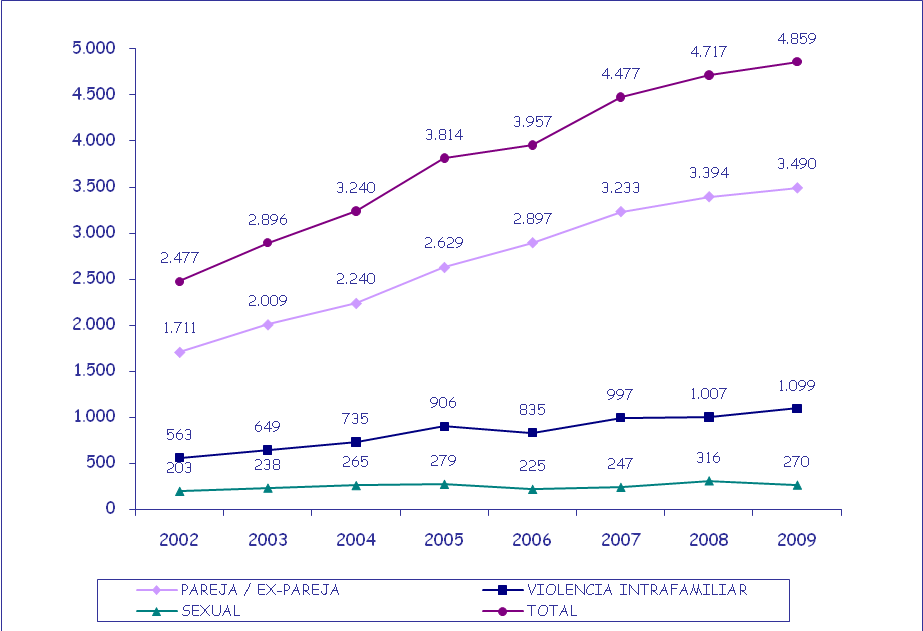 5.000
4.500
4.000
3.500
3.000
2.500
2.000
1.500
1.000
500
0
2.477 2.896 3.240 3.814 3.957 4.477 4.717 4.859
1.711 2.009 2.240 2.629 2.897 3.233 3.394 3.490
563 649 735 906 835 997 1.007 1.099
203 238 265 279 225 247 316 270
2002 2003 2004 2005 2006 2007 2008 2009
PAREJA / EX-PAREJA VIOLENCIA INTRAFAMILIAR
SEXUAL TOTAL